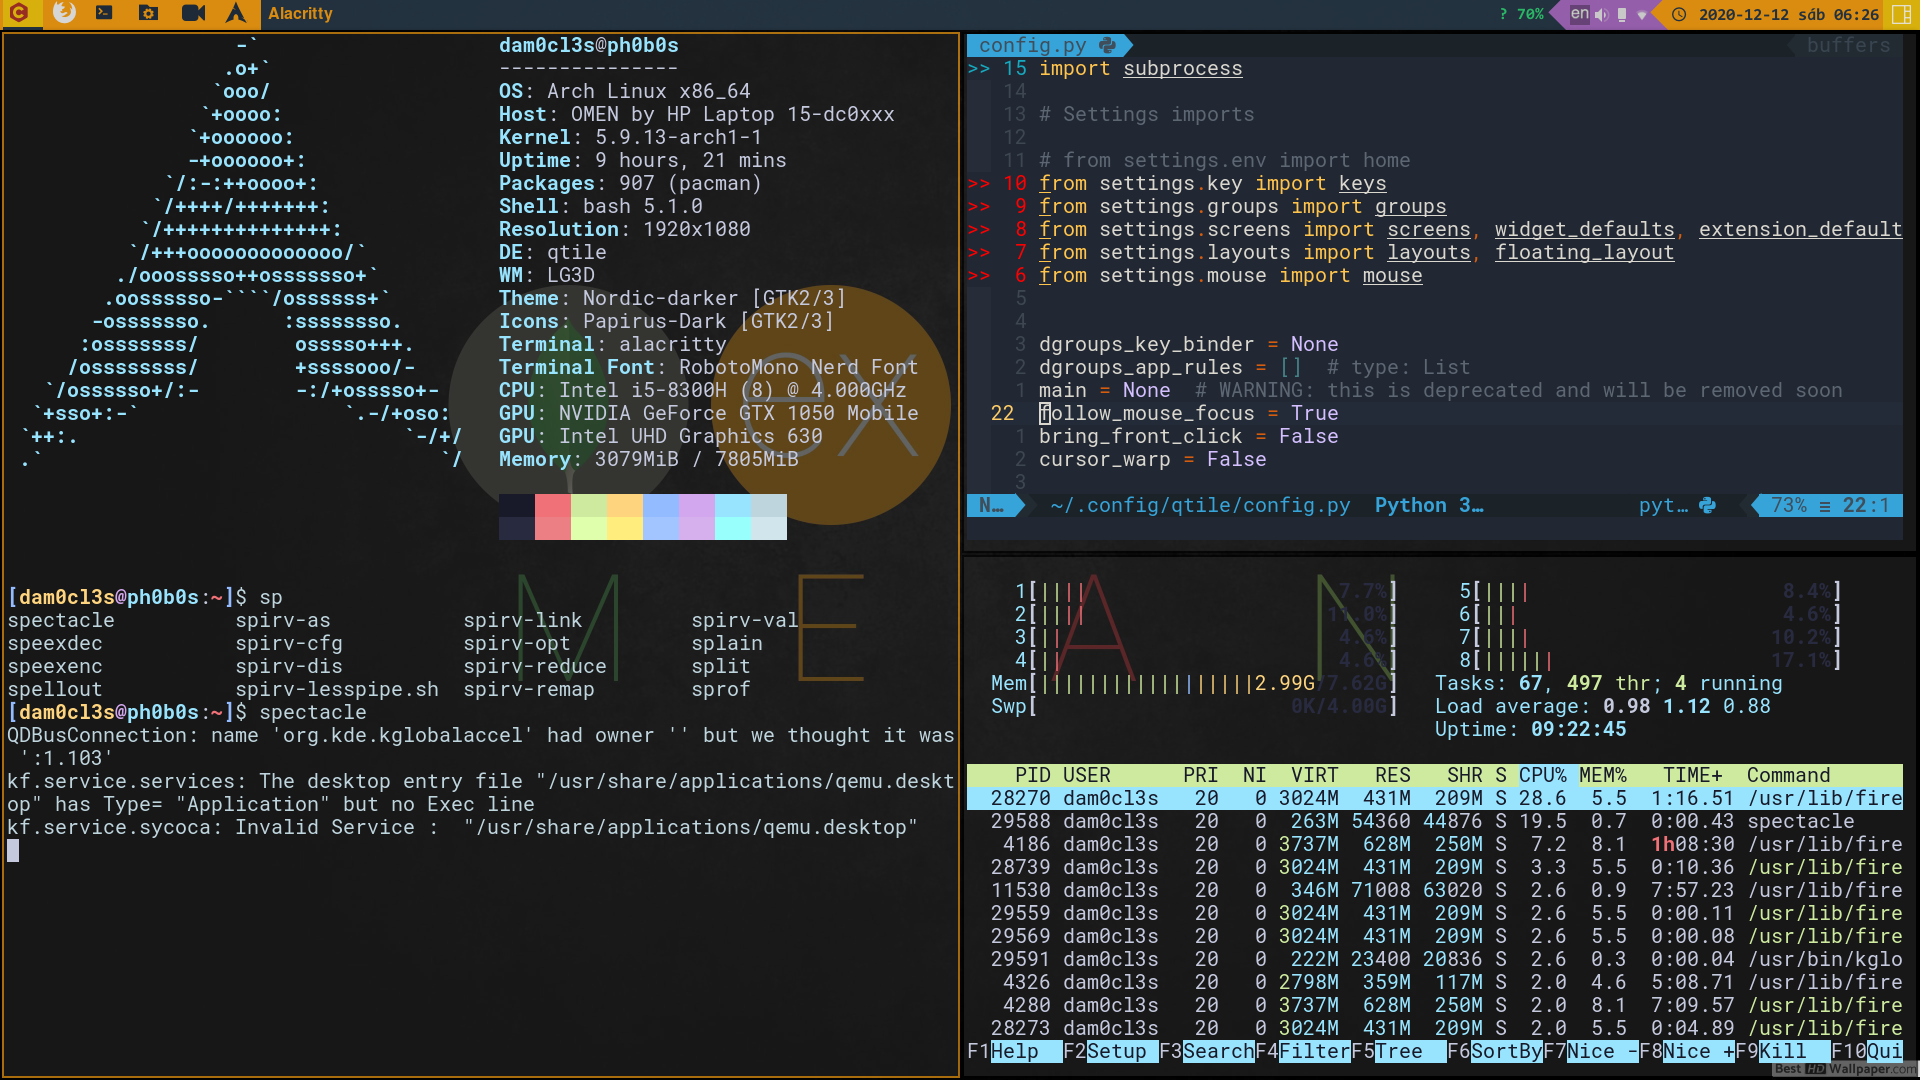 Alacritty
? 70%
en
2020-12-12 sáb 06:26
-`
.o+`
`ooo/
`+oooo:
`+oooooo:
-+oooooo+:
`/:-:++oooo+:
`/++++/+++++++:
`/++++++++++++++:
`/+++ooooooooooooo/`
./ooosssso++osssssso+`
.oossssso-````/ossssss+`
-osssssso.      :ssssssso.
:osssssss/        osssso+++.
/ossssssss/        +ssssooo/-
`/ossssso+/:-        -:/+osssso+-
`+sso+:-`                 `.-/+oso:
`++:.                           `-/+/
.`                                 `/
dam0cl3s@ph0b0s
---------------
OS: Arch Linux x86_64
Host: OMEN by HP Laptop 15-dc0xxx
Kernel: 5.9.13-arch1-1
Uptime: 9 hours, 21 mins
Packages: 907 (pacman)
Shell: bash 5.1.0
Resolution: 1920x1080
DE: qtile
WM: LG3D
Theme: Nordic-darker [GTK2/3]
Icons: Papirus-Dark [GTK2/3]
Terminal: alacritty
Terminal Font: RobotoMono Nerd Font
CPU: Intel i5-8300H (8) @ 4.000GHz
GPU: NVIDIA GeForce GTX 1050 Mobile
GPU: Intel UHD Graphics 630
Memory: 3079MiB / 7805MiB
ex
M E A N
[dam0cl3s@ph0b0s:~]$ sp
spectacle          spirv-as           spirv-link         spirv-val
speexdec           spirv-cfg          spirv-opt          splain
speexenc           spirv-dis          spirv-reduce       split
spellout           spirv-lesspipe.sh  spirv-remap        sprof
[dam0cl3s@ph0b0s:~]$ spectacle
QDBusConnection: name 'org.kde.kglobalaccel' had owner '' but we thought it was
 ':1.103'
kf.service.services: The desktop entry file "/usr/share/applications/qemu.deskt
op" has Type= "Application" but no Exec line
kf.service.sycoca: Invalid Service :  "/usr/share/applications/qemu.desktop"
config.py
buffers
>> 15 import subprocess
14
13 # Settings imports
12
11 # from settings.env import home
>> 10 from settings.key import keys
>> 9 from settings.groups import groups
>> 8 from settings.screens import screens, widget_defaults, extension_default
>> 7 from settings.layouts import layouts, floating_layout
>> 6 from settings.mouse import mouse
5
4
3 dgroups_key_binder = None
2 dgroups_app_rules = []  # type: List
1 main = None  # WARNING: this is deprecated and will be removed soon
22 follow_mouse_focus = True
1 bring_front_click = False
2 cursor_warp = False
3
N… ~/.config/qtile/config.py Python 3… pyt… 73% ≡ 22:1
1[|||| 7.7%] 5[|||| 8.4%]
2[|||| 11.0%] 6[||| 4.6%]
3[|| 4.6%] 7[|||| 10.2%]
4[|| 4.6%] 8[|||||| 17.1%]
Mem[||||||||||||||||||2.99G/7.62G] Tasks: 67, 497 thr; 4 running
Swp[ 0K/4.00G] Load average: 0.98 1.12 0.88
Uptime: 09:22:45
PID USER PRI NI VIRT RES SHR S CPU% MEM% TIME+ Command
28270 dam0cl3s 20 0 3024M 431M 209M S 28.6 5.5 1:16.51 /usr/lib/fire
29588 dam0cl3s 20 0 263M 54360 44876 S 19.5 0.7 0:00.43 spectacle
4186 dam0cl3s 20 0 3737M 628M 250M S 7.2 8.1 1h08:30 /usr/lib/fire
28739 dam0cl3s 20 0 3024M 431M 209M S 3.3 5.5 0:10.36 /usr/lib/fire
11530 dam0cl3s 20 0 346M 71008 63020 S 2.6 0.9 7:57.23 /usr/lib/fire
29559 dam0cl3s 20 0 3024M 431M 209M S 2.6 5.5 0:00.11 /usr/lib/fire
29569 dam0cl3s 20 0 3024M 431M 209M S 2.6 5.5 0:00.08 /usr/lib/fire
29591 dam0cl3s 20 0 222M 23400 20836 S 2.6 0.3 0:00.04 /usr/bin/kglo
4326 dam0cl3s 20 0 2798M 359M 117M S 2.0 4.6 5:08.71 /usr/lib/fire
4280 dam0cl3s 20 0 3737M 628M 250M S 2.0 8.1 7:09.57 /usr/lib/fire
28273 dam0cl3s 20 0 3024M 431M 209M S 2.0 5.5 0:04.89 /usr/lib/fire
F1Help F2Setup F3SearchF4FilterF5Tree F6SortByF7Nice -F8Nice +F9Kill F10Qui
Best HD Wallpaper.com